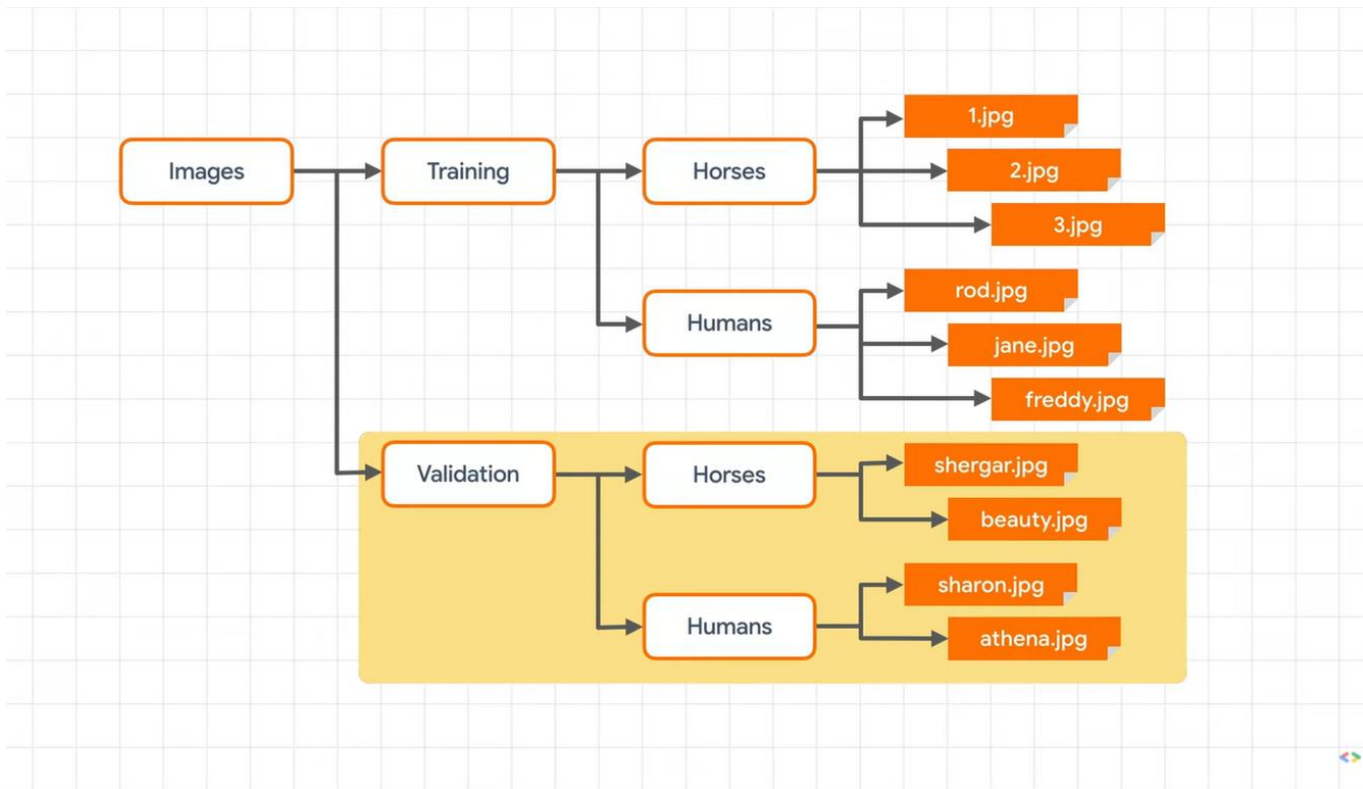 Images
Training
Horses
1.jpg
2.jpg
3.jpg
Humans
rod.jpg
jane.jpg
freddy.jpg
Validation
Horses
shergar.jpg
beauty.jpg
Humans
sharon.jpg
athena.jpg